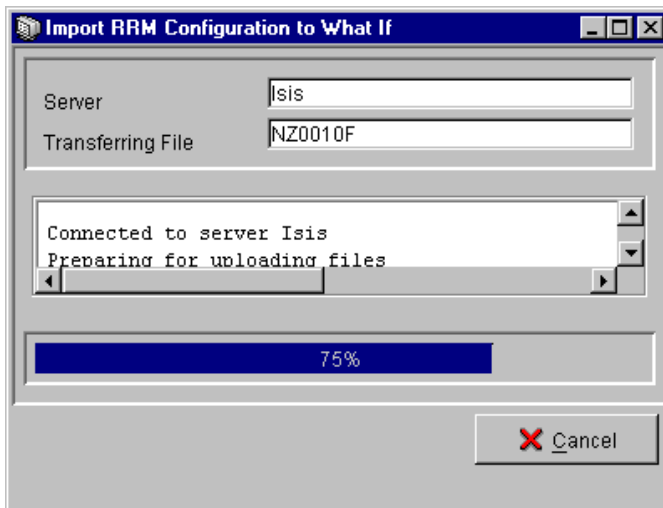 Import RRM Configuration to What If
Server
Isis
Transferring File
NZ0010F
Connected to server Isis
Preparing for uploading files
75%
Cancel